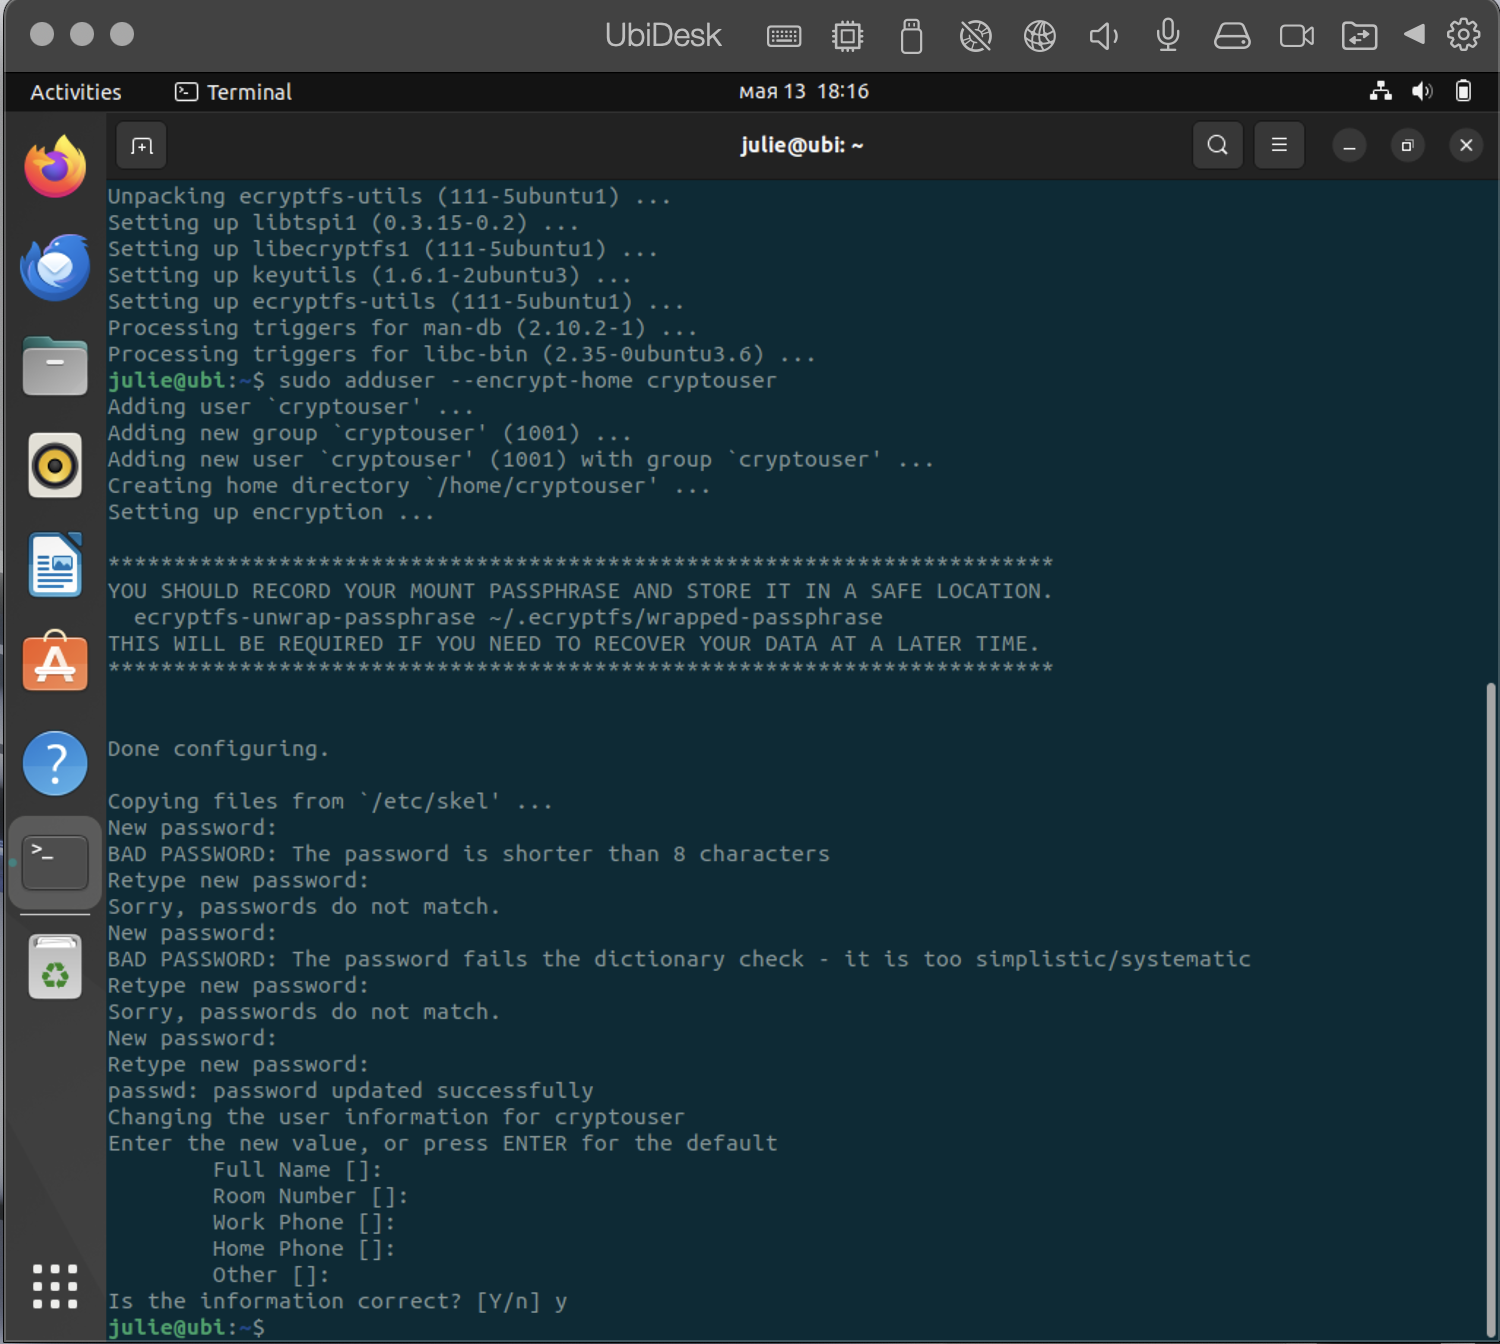 UbiDesk
Activities
Terminal
мая 13 18:16
julie@ubi: ~
Unpacking ecryptfs-utils (111-5ubuntu1) ...
Setting up libtspi1 (0.3.15-0.2) ...
Setting up libecryptfs1 (111-5ubuntu1) ...
Setting up keyutils (1.6.1-2ubuntu3) ...
Setting up ecryptfs-utils (111-5ubuntu1) ...
Processing triggers for man-db (2.10.2-1) ...
Processing triggers for libc-bin (2.35-0ubuntu3.6) ...
julie@ubi:~$ sudo adduser --encrypt-home cryptouser
Adding user `cryptouser' ...
Adding new group `cryptouser' (1001) ...
Adding new user `cryptouser' (1001) with group `cryptouser' ...
Creating home directory `/home/cryptouser' ...
Setting up encryption ...
************************************************************************
YOU SHOULD RECORD YOUR MOUNT PASSPHRASE AND STORE IT IN A SAFE LOCATION.
  ecryptfs-unwrap-passphrase ~/.ecryptfs/wrapped-passphrase
THIS WILL BE REQUIRED IF YOU NEED TO RECOVER YOUR DATA AT A LATER TIME.
************************************************************************
Done configuring.
Copying files from `/etc/skel' ...
New password:
BAD PASSWORD: The password is shorter than 8 characters
Retype new password:
Sorry, passwords do not match.
New password:
BAD PASSWORD: The password fails the dictionary check - it is too simplistic/systematic
Retype new password:
Sorry, passwords do not match.
New password:
Retype new password:
passwd: password updated successfully
Changing the user information for cryptouser
Enter the new value, or press ENTER for the default
        Full Name []:
        Room Number []:
        Work Phone []:
        Home Phone []:
        Other []:
Is the information correct? [Y/n] y
julie@ubi:~$